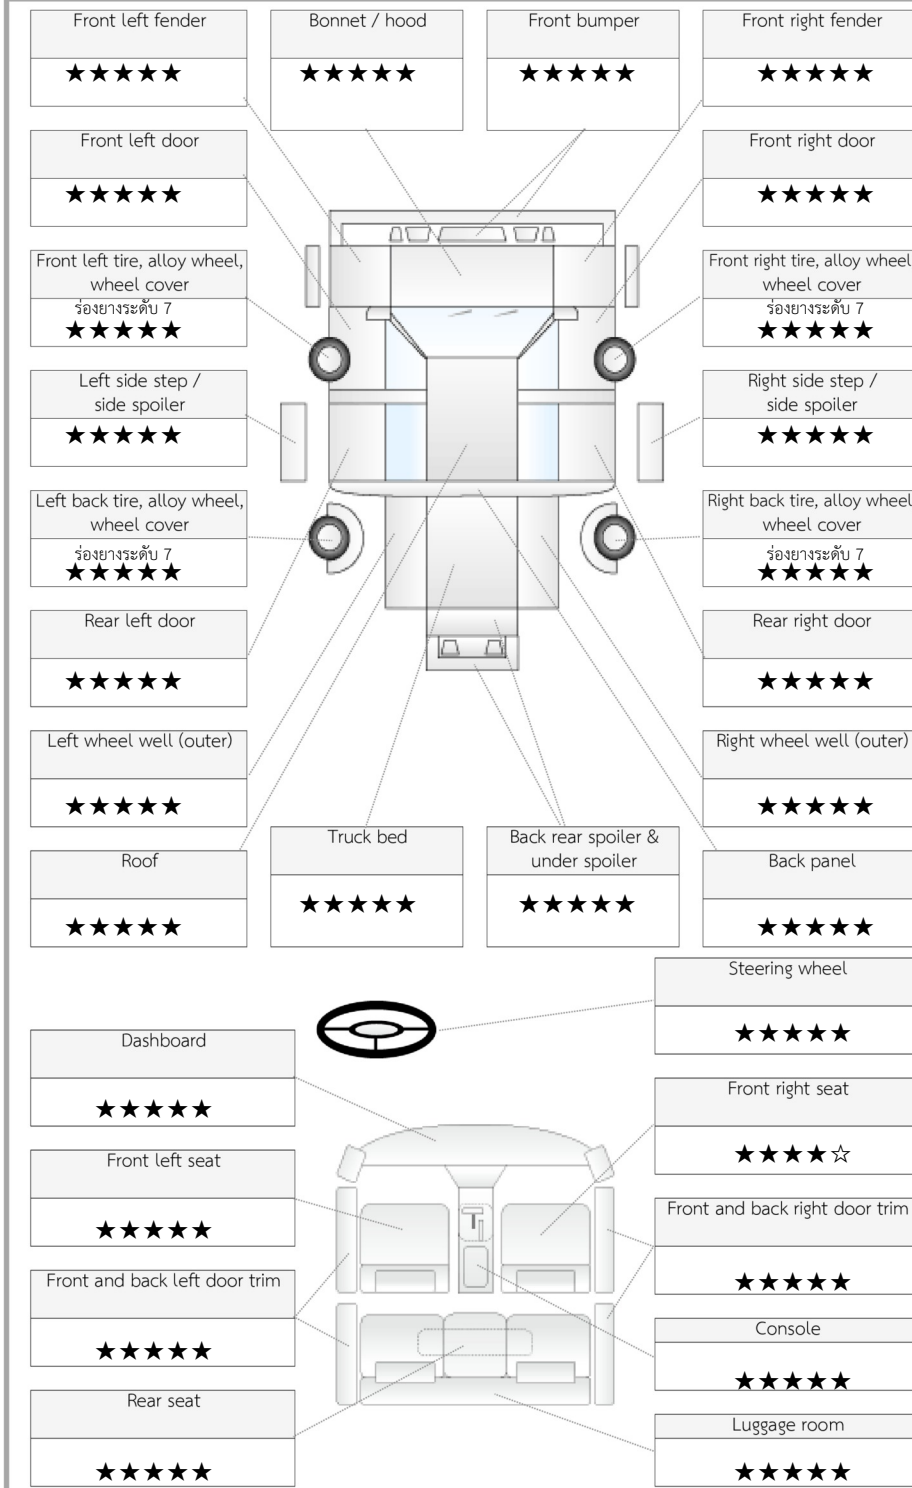 Front left fender
★★★★★
Bonnet / hood
★★★★★
Front bumper
★★★★★
Front right fender
★★★★★
Front left door
★★★★★
Front right door
★★★★★
Front left tire, alloy wheel,
wheel cover
ร่องยางระดับ 7
★★★★★
Front right tire, alloy wheel
wheel cover
ร่องยางระดับ 7
★★★★★
Left side step /
side spoiler
★★★★★
Right side step /
side spoiler
★★★★★
Left back tire, alloy wheel,
wheel cover
ร่องยางระดับ 7
★★★★★
Right back tire, alloy wheel
wheel cover
ร่องยางระดับ 7
★★★★★
Rear left door
★★★★★
Rear right door
★★★★★
Left wheel well (outer)
★★★★★
Right wheel well (outer)
★★★★★
Roof
★★★★★
Truck bed
★★★★★
Back rear spoiler &
under spoiler
★★★★★
Back panel
★★★★★
Steering wheel
★★★★★
Dashboard
★★★★★
Front right seat
★★★★☆
Front left seat
★★★★★
Front and back right door trim
★★★★★
Front and back left door trim
★★★★★
Console
★★★★★
Rear seat
★★★★★
Luggage room
★★★★★